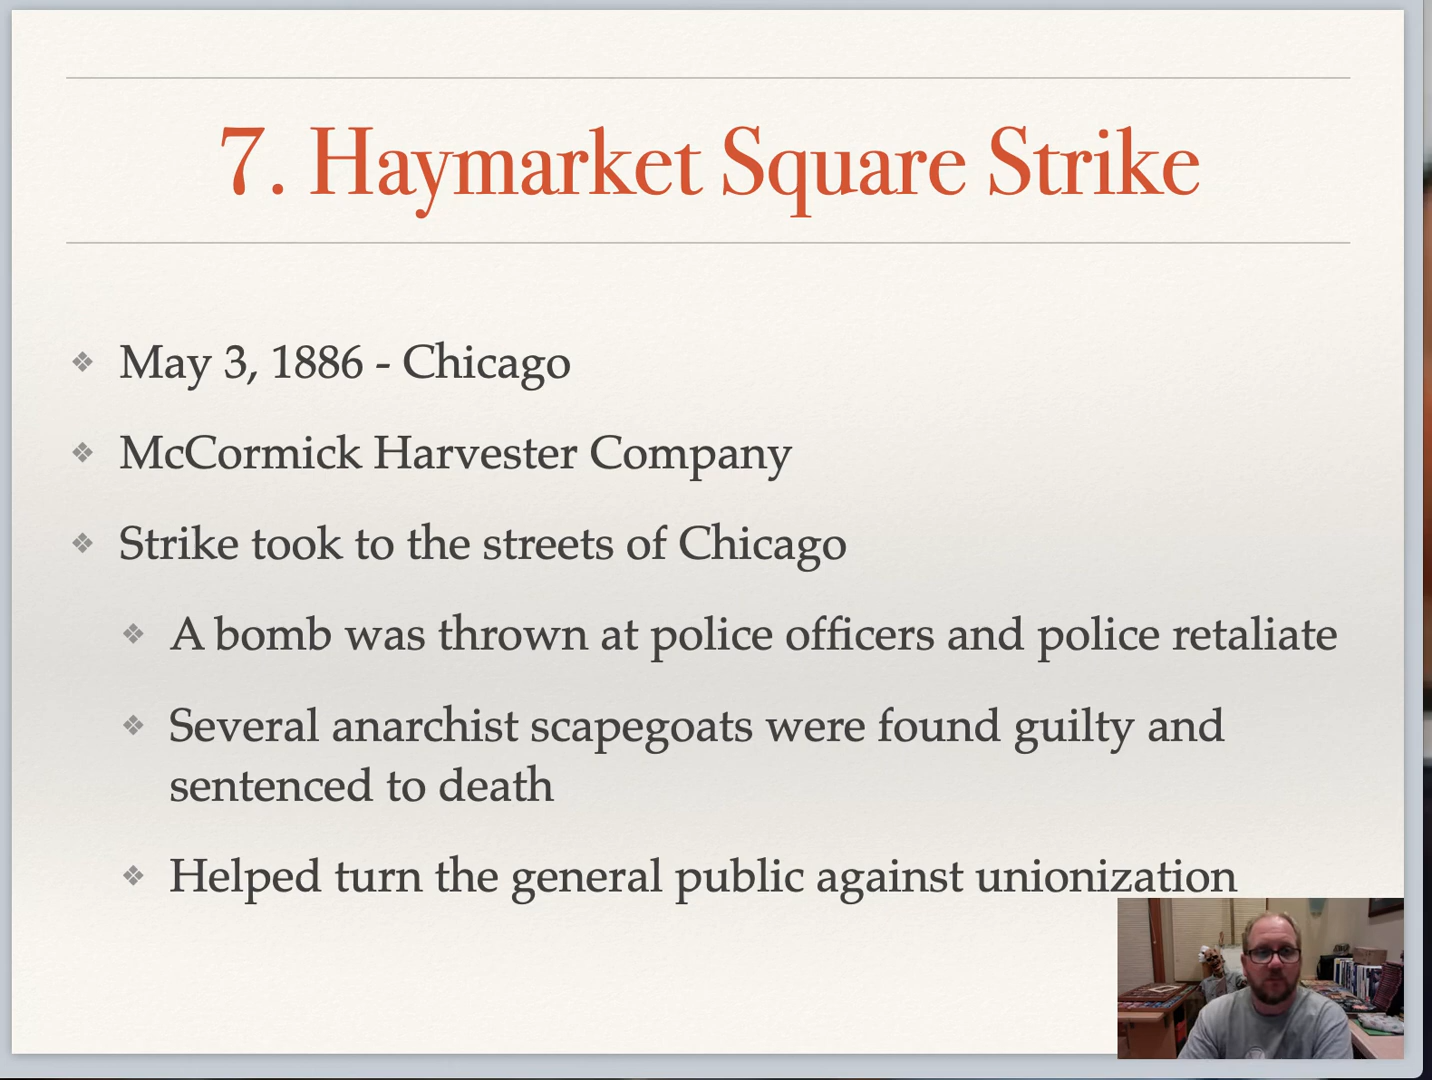 7. Haymarket Square Strike
May 3, 1886 - Chicago
McCormick Harvester Company
Strike took to the streets of Chicago
A bomb was thrown at police officers and police retaliate
Several anarchist scapegoats were found guilty and
sentenced to death
Helped turn the general public against unionization